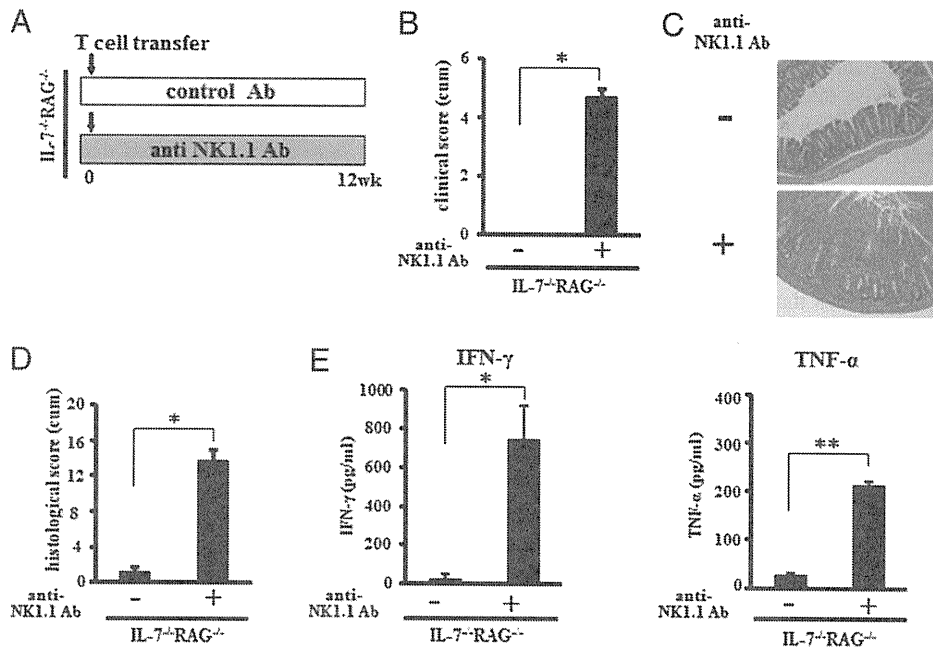 A
T cell transfer
IL-7-/-RAG-/-
control Ab
anti NK1.1 Ab
0
12wk
B
clinical score (cum)
6
4
2
0
*
anti-
NK1.1 Ab
-
+
IL-7-/-RAG-/-
C
anti-
NK1.1 Ab
-
+
D
histological score (cum)
20
16
12
8
4
0
*
anti-
NK1.1 Ab
-
+
IL-7-/-RAG-/-
E
IFN-γ
IFN-γ (pg/ml)
1000
800
600
400
200
0
*
anti-
NK1.1 Ab
-
+
IL-7-/-RAG-/-
TNF-α
TNF-α (pg/ml)
400
300
200
100
0
**
anti-
NK1.1 Ab
-
+
IL-7-/-RAG-/-